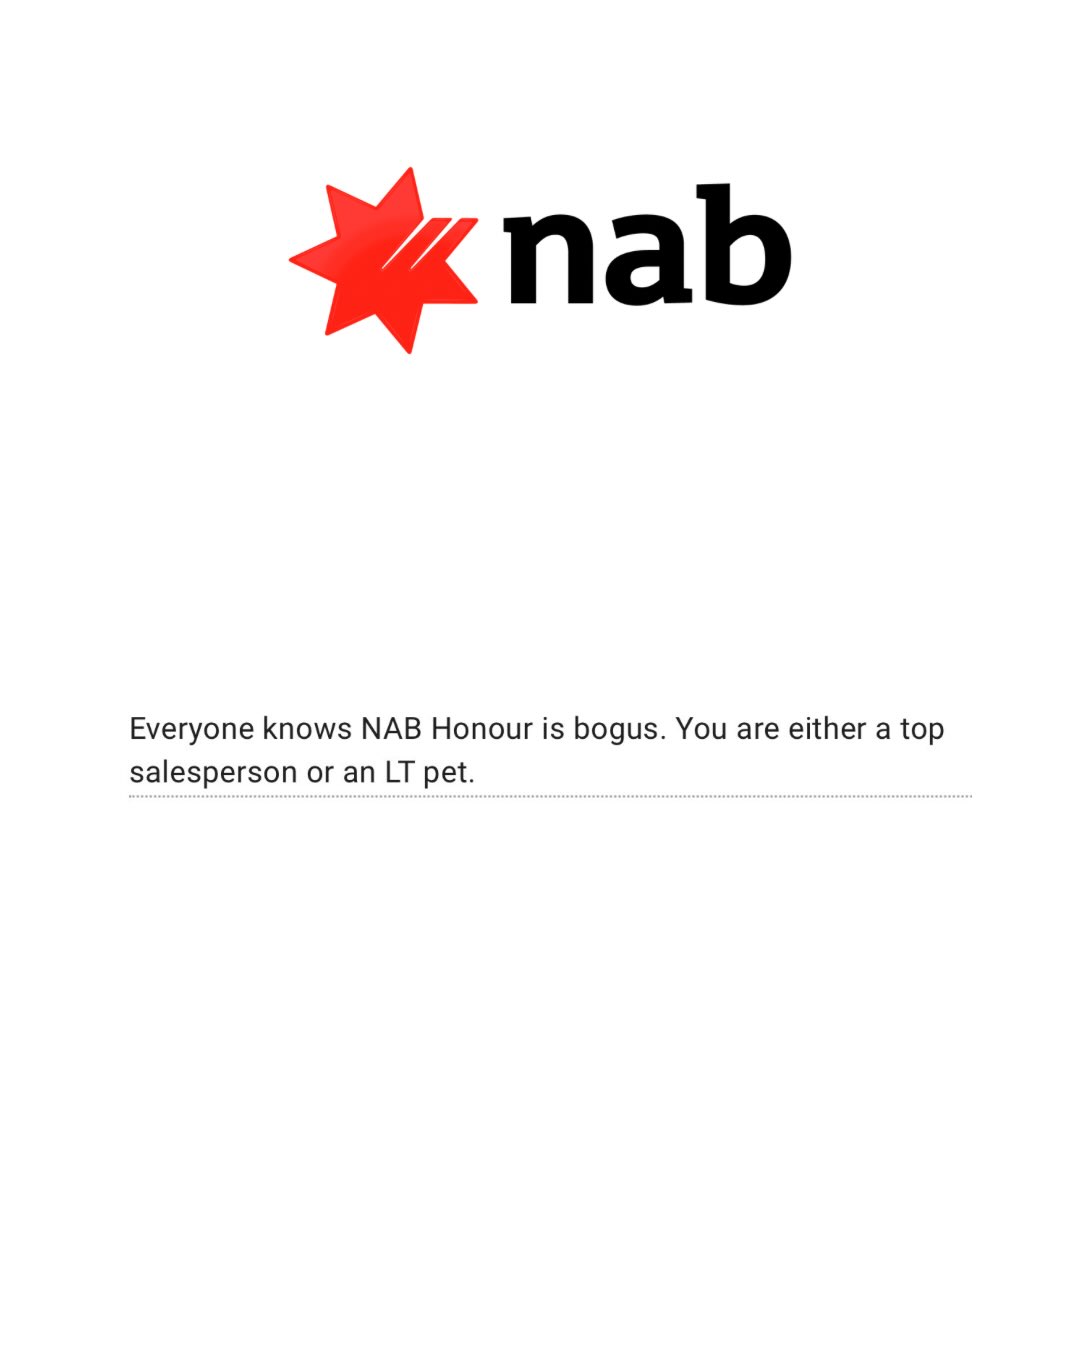 nab
Everyone knows NAB Honour is bogus. You are either a top
salesperson or an LT pet.